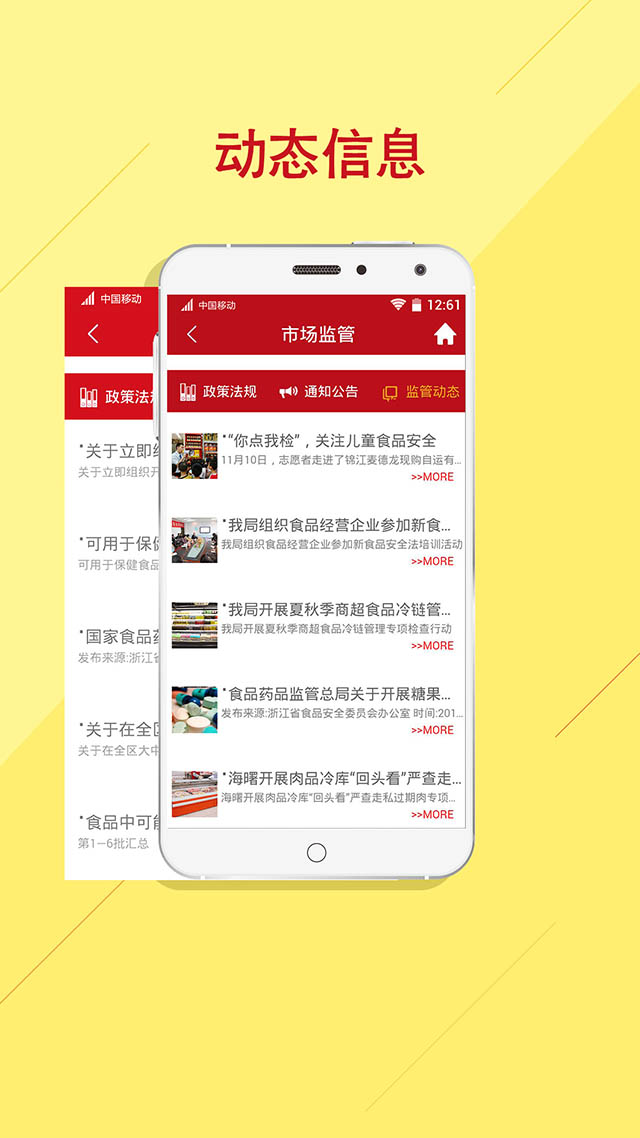 动态信息
中国移动
政策法规
关于立即组
关于立即组织开
可用于保健
可用于保健食品
国家食品药
发布来源:浙江省
关于在全区
关于在全区大中
食品中可能
第1—6批汇总
中国移动 12:61
市场监管
政策法规 通知公告 监管动态
“你点我检”，关注儿童食品安全
11月10日，志愿者走进了锦江麦德龙现购自运有...
>>MORE
我局组织食品经营企业参加新食...
我局组织食品经营企业参加新食品安全法培训活动
>>MORE
我局开展夏秋季商超食品冷链管...
我局开展夏秋季商超食品冷链管理专项检查行动
>>MORE
食品药品监管总局关于开展糖果...
发布来源:浙江省食品安全委员会办公室 时间:201...
>>MORE
海曙开展肉品冷库“回头看”严查走...
海曙开展肉品冷库“回头看”严查走私过期肉专项...
>>MORE